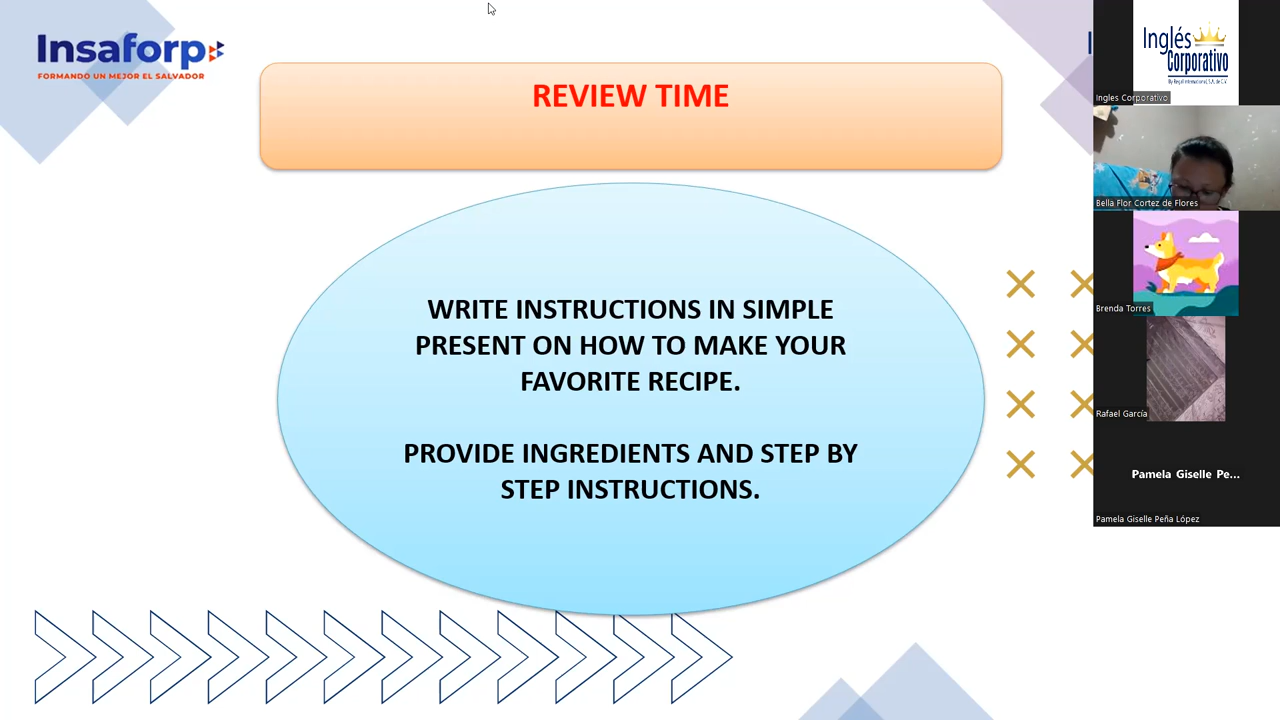 Insaforp
FORMANDO UN MEJOR EL SALVADOR
REVIEW TIME
WRITE INSTRUCTIONS IN SIMPLE
PRESENT ON HOW TO MAKE YOUR
FAVORITE RECIPE.
PROVIDE INGREDIENTS AND STEP BY
STEP INSTRUCTIONS.
Inglés
Corporativo
Ingles Corporativo
Bella Flor Cortez de Flores
Brenda Torres
Rafael García
Pamela Giselle Pe...
Pamela Giselle Peña López